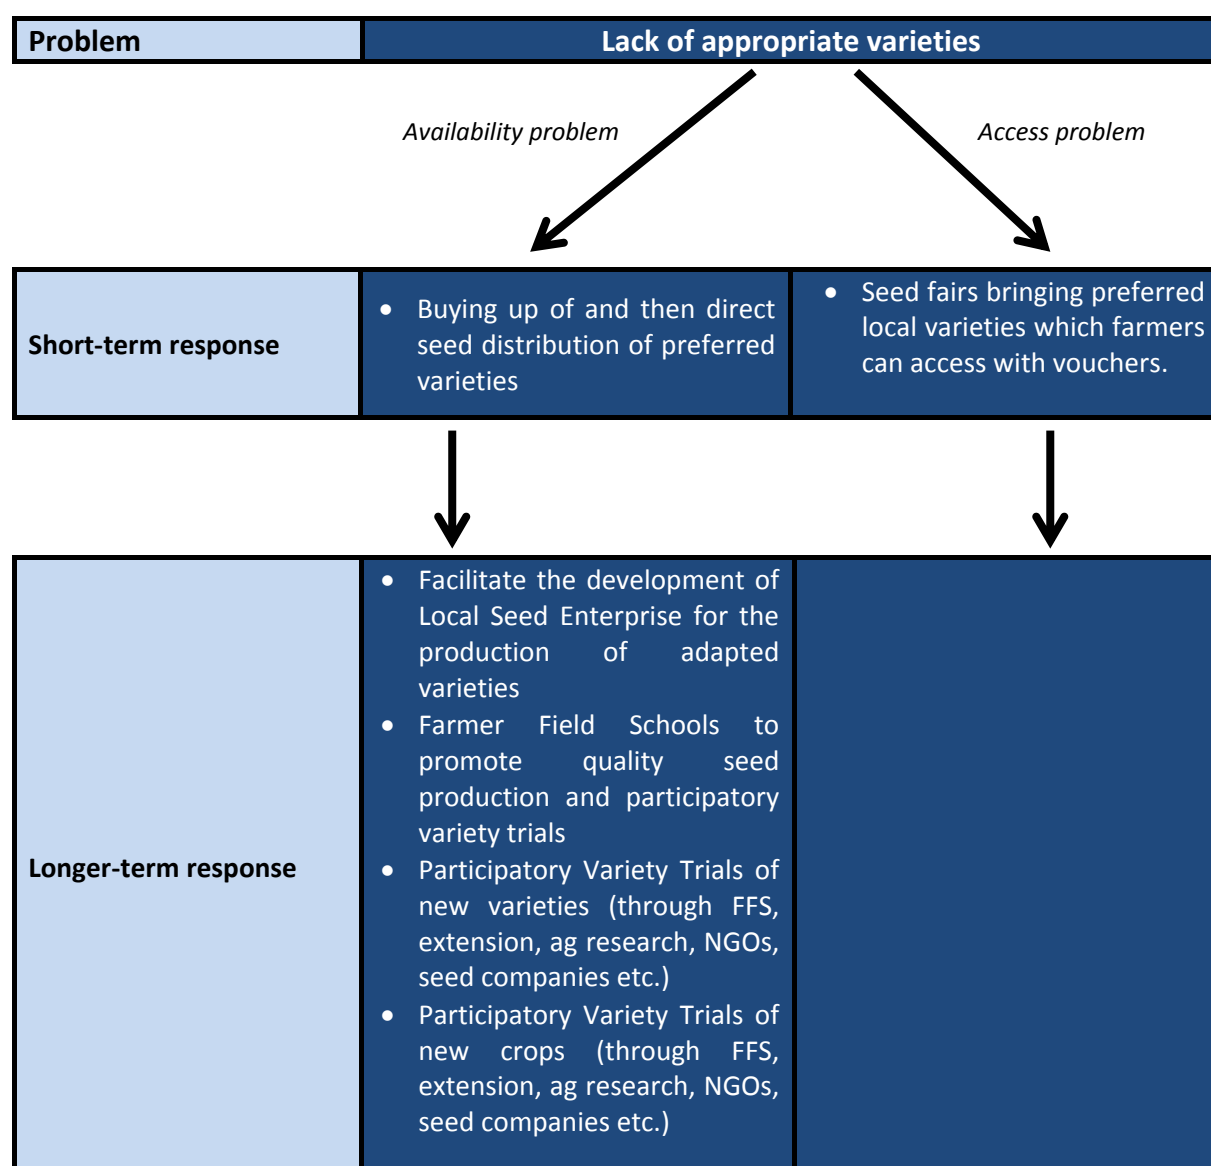 Problem
Lack of appropriate varieties
Availability problem
Access problem
Short-term response
• Buying up of and then direct
seed distribution of preferred
varieties
• Seed fairs bringing preferred
local varieties which farmers
can access with vouchers.
Longer-term response
• Facilitate the development of
Local Seed Enterprise for the
production of adapted
varieties
• Farmer Field Schools to
promote quality seed
production and participatory
variety trials
• Participatory Variety Trials of
new varieties (through FFS,
extension, ag research, NGOs,
seed companies etc.)
• Participatory Variety Trials of
new crops (through FFS,
extension, ag research, NGOs,
seed companies etc.)